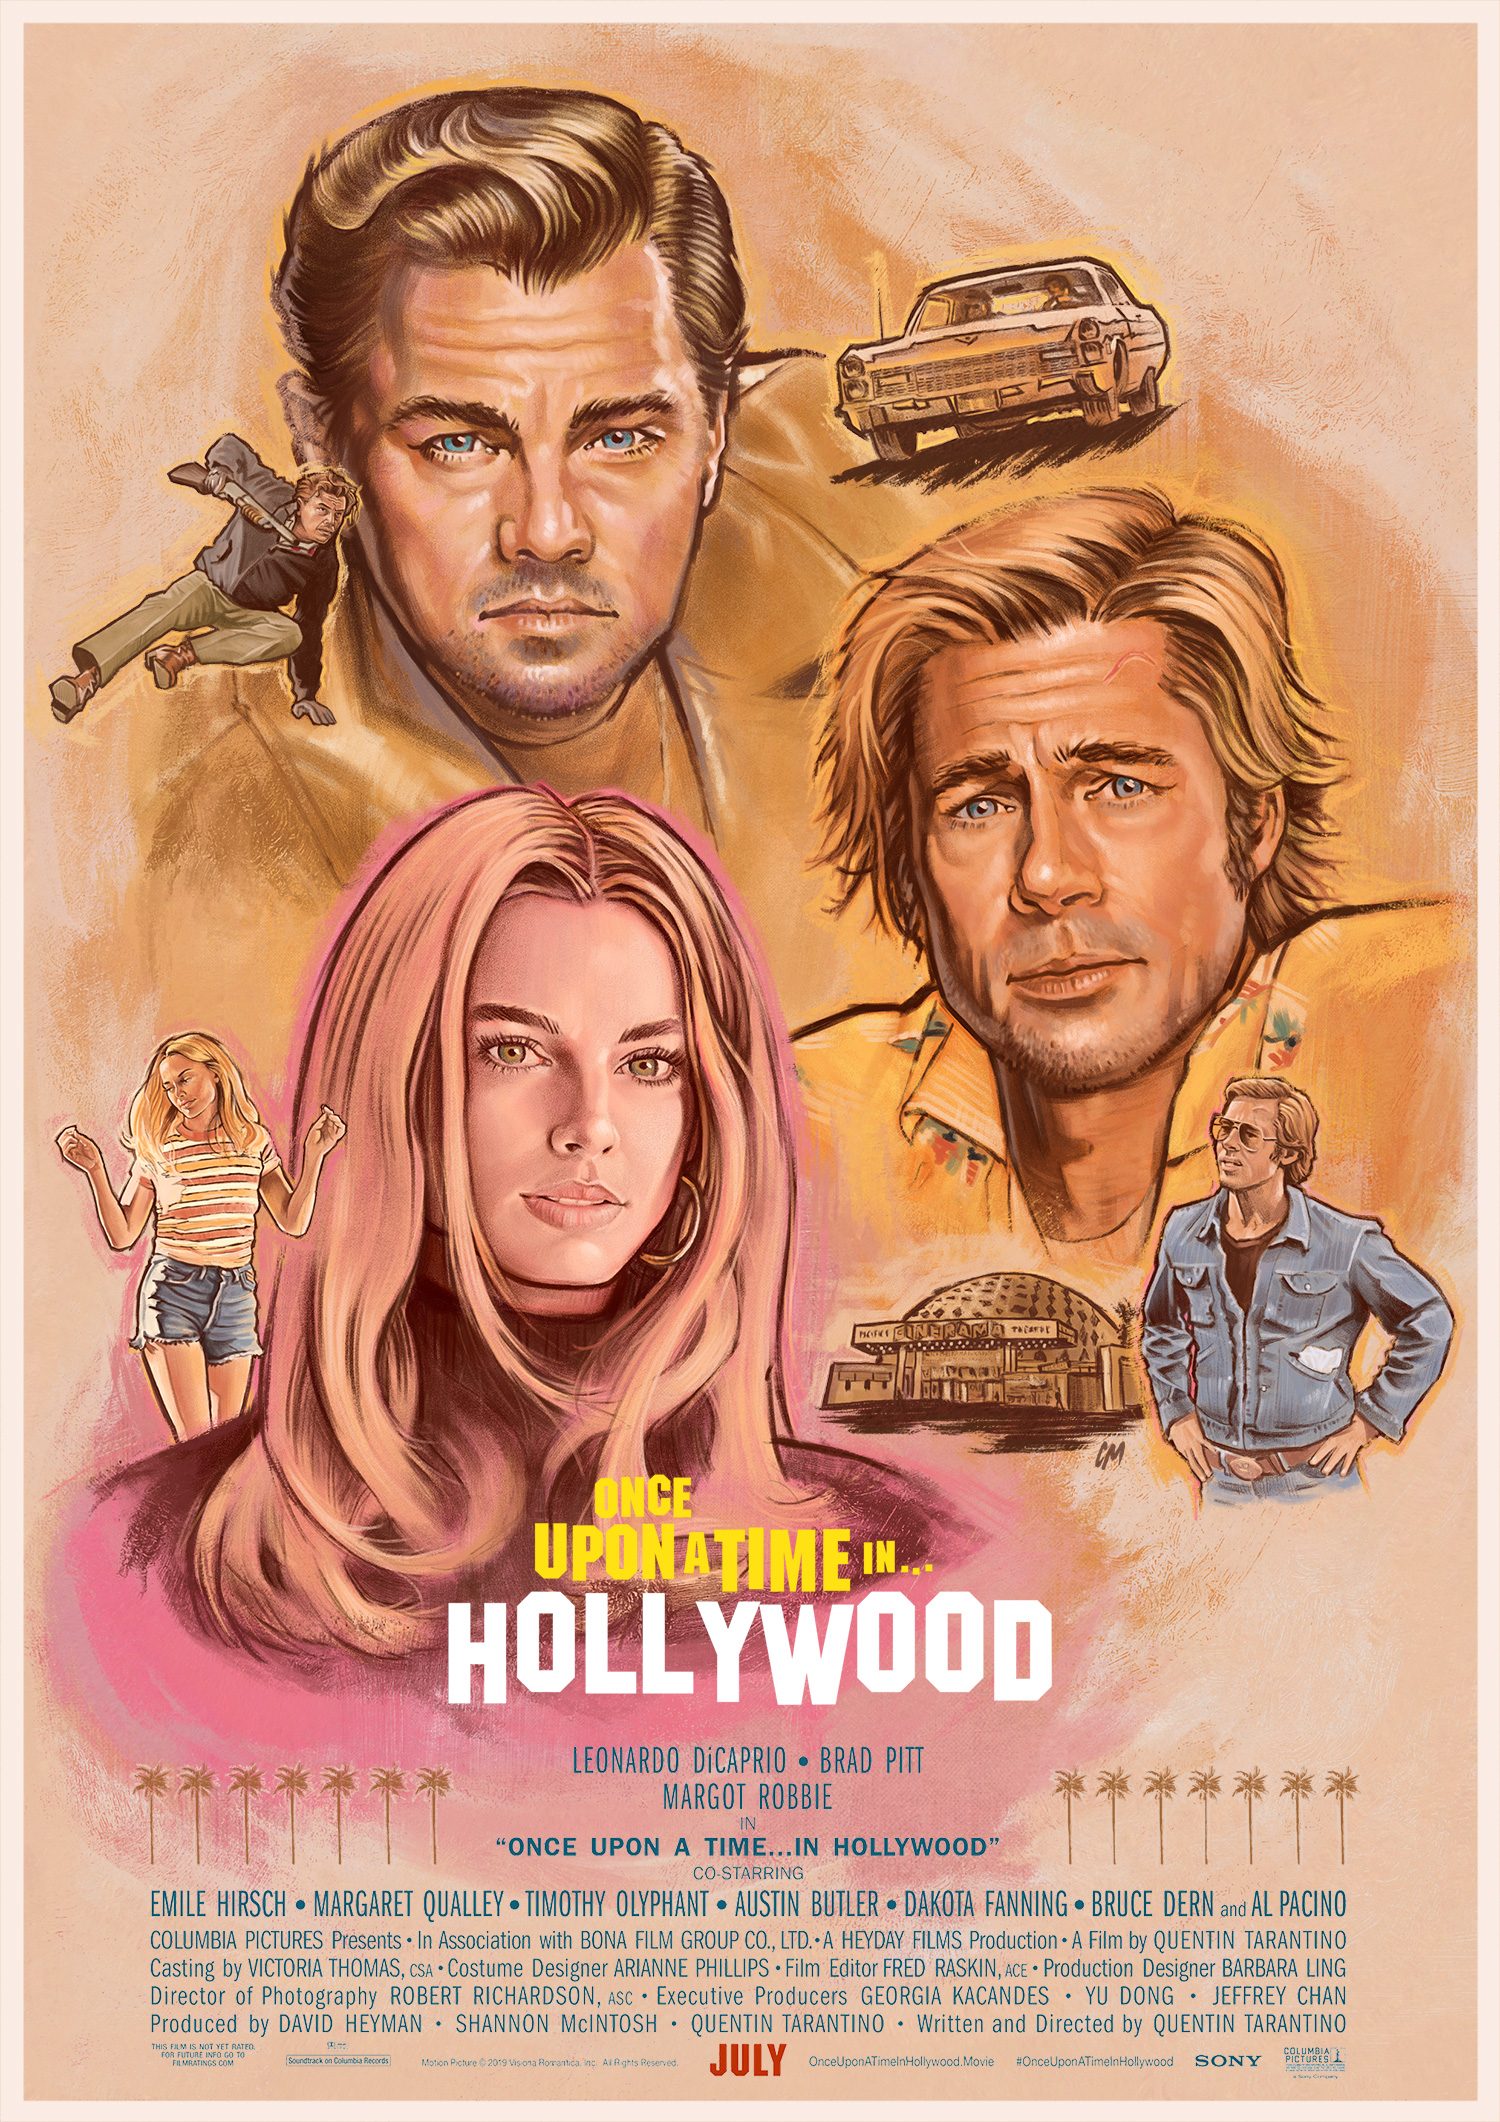 PACIFIC'S CINERAMA THEATRE
CM
ONCE
UPON A TIME IN...
HOLLYWOOD
LEONARDO DiCAPRIO • BRAD PITT
MARGOT ROBBIE
IN
“ONCE UPON A TIME...IN HOLLYWOOD”
CO-STARRING
EMILE HIRSCH • MARGARET QUALLEY • TIMOTHY OLYPHANT • AUSTIN BUTLER • DAKOTA FANNING • BRUCE DERN and AL PACINO
COLUMBIA PICTURES Presents • In Association with BONA FILM GROUP CO., LTD. • A HEYDAY FILMS Production • A Film by QUENTIN TARANTINO
Casting by VICTORIA THOMAS, CSA • Costume Designer ARIANNE PHILLIPS • Film Editor FRED RASKIN, ACE • Production Designer BARBARA LING
Director of Photography ROBERT RICHARDSON, ASC • Executive Producers GEORGIA KACANDES • YU DONG • JEFFREY CHAN
Produced by DAVID HEYMAN • SHANNON McINTOSH • QUENTIN TARANTINO • Written and Directed by QUENTIN TARANTINO
THIS FILM IS NOT YET RATED.
FOR FUTURE INFO GO TO
FILMRATINGS.COM
Soundtrack on Columbia Records
Motion Picture © 2019 Visiona Romantica, Inc. All Rights Reserved.
JULY
OnceUponATimeInHollywood.Movie
#OnceUponATimeInHollywood
SONY
COLUMBIA
PICTURES
a Sony Company